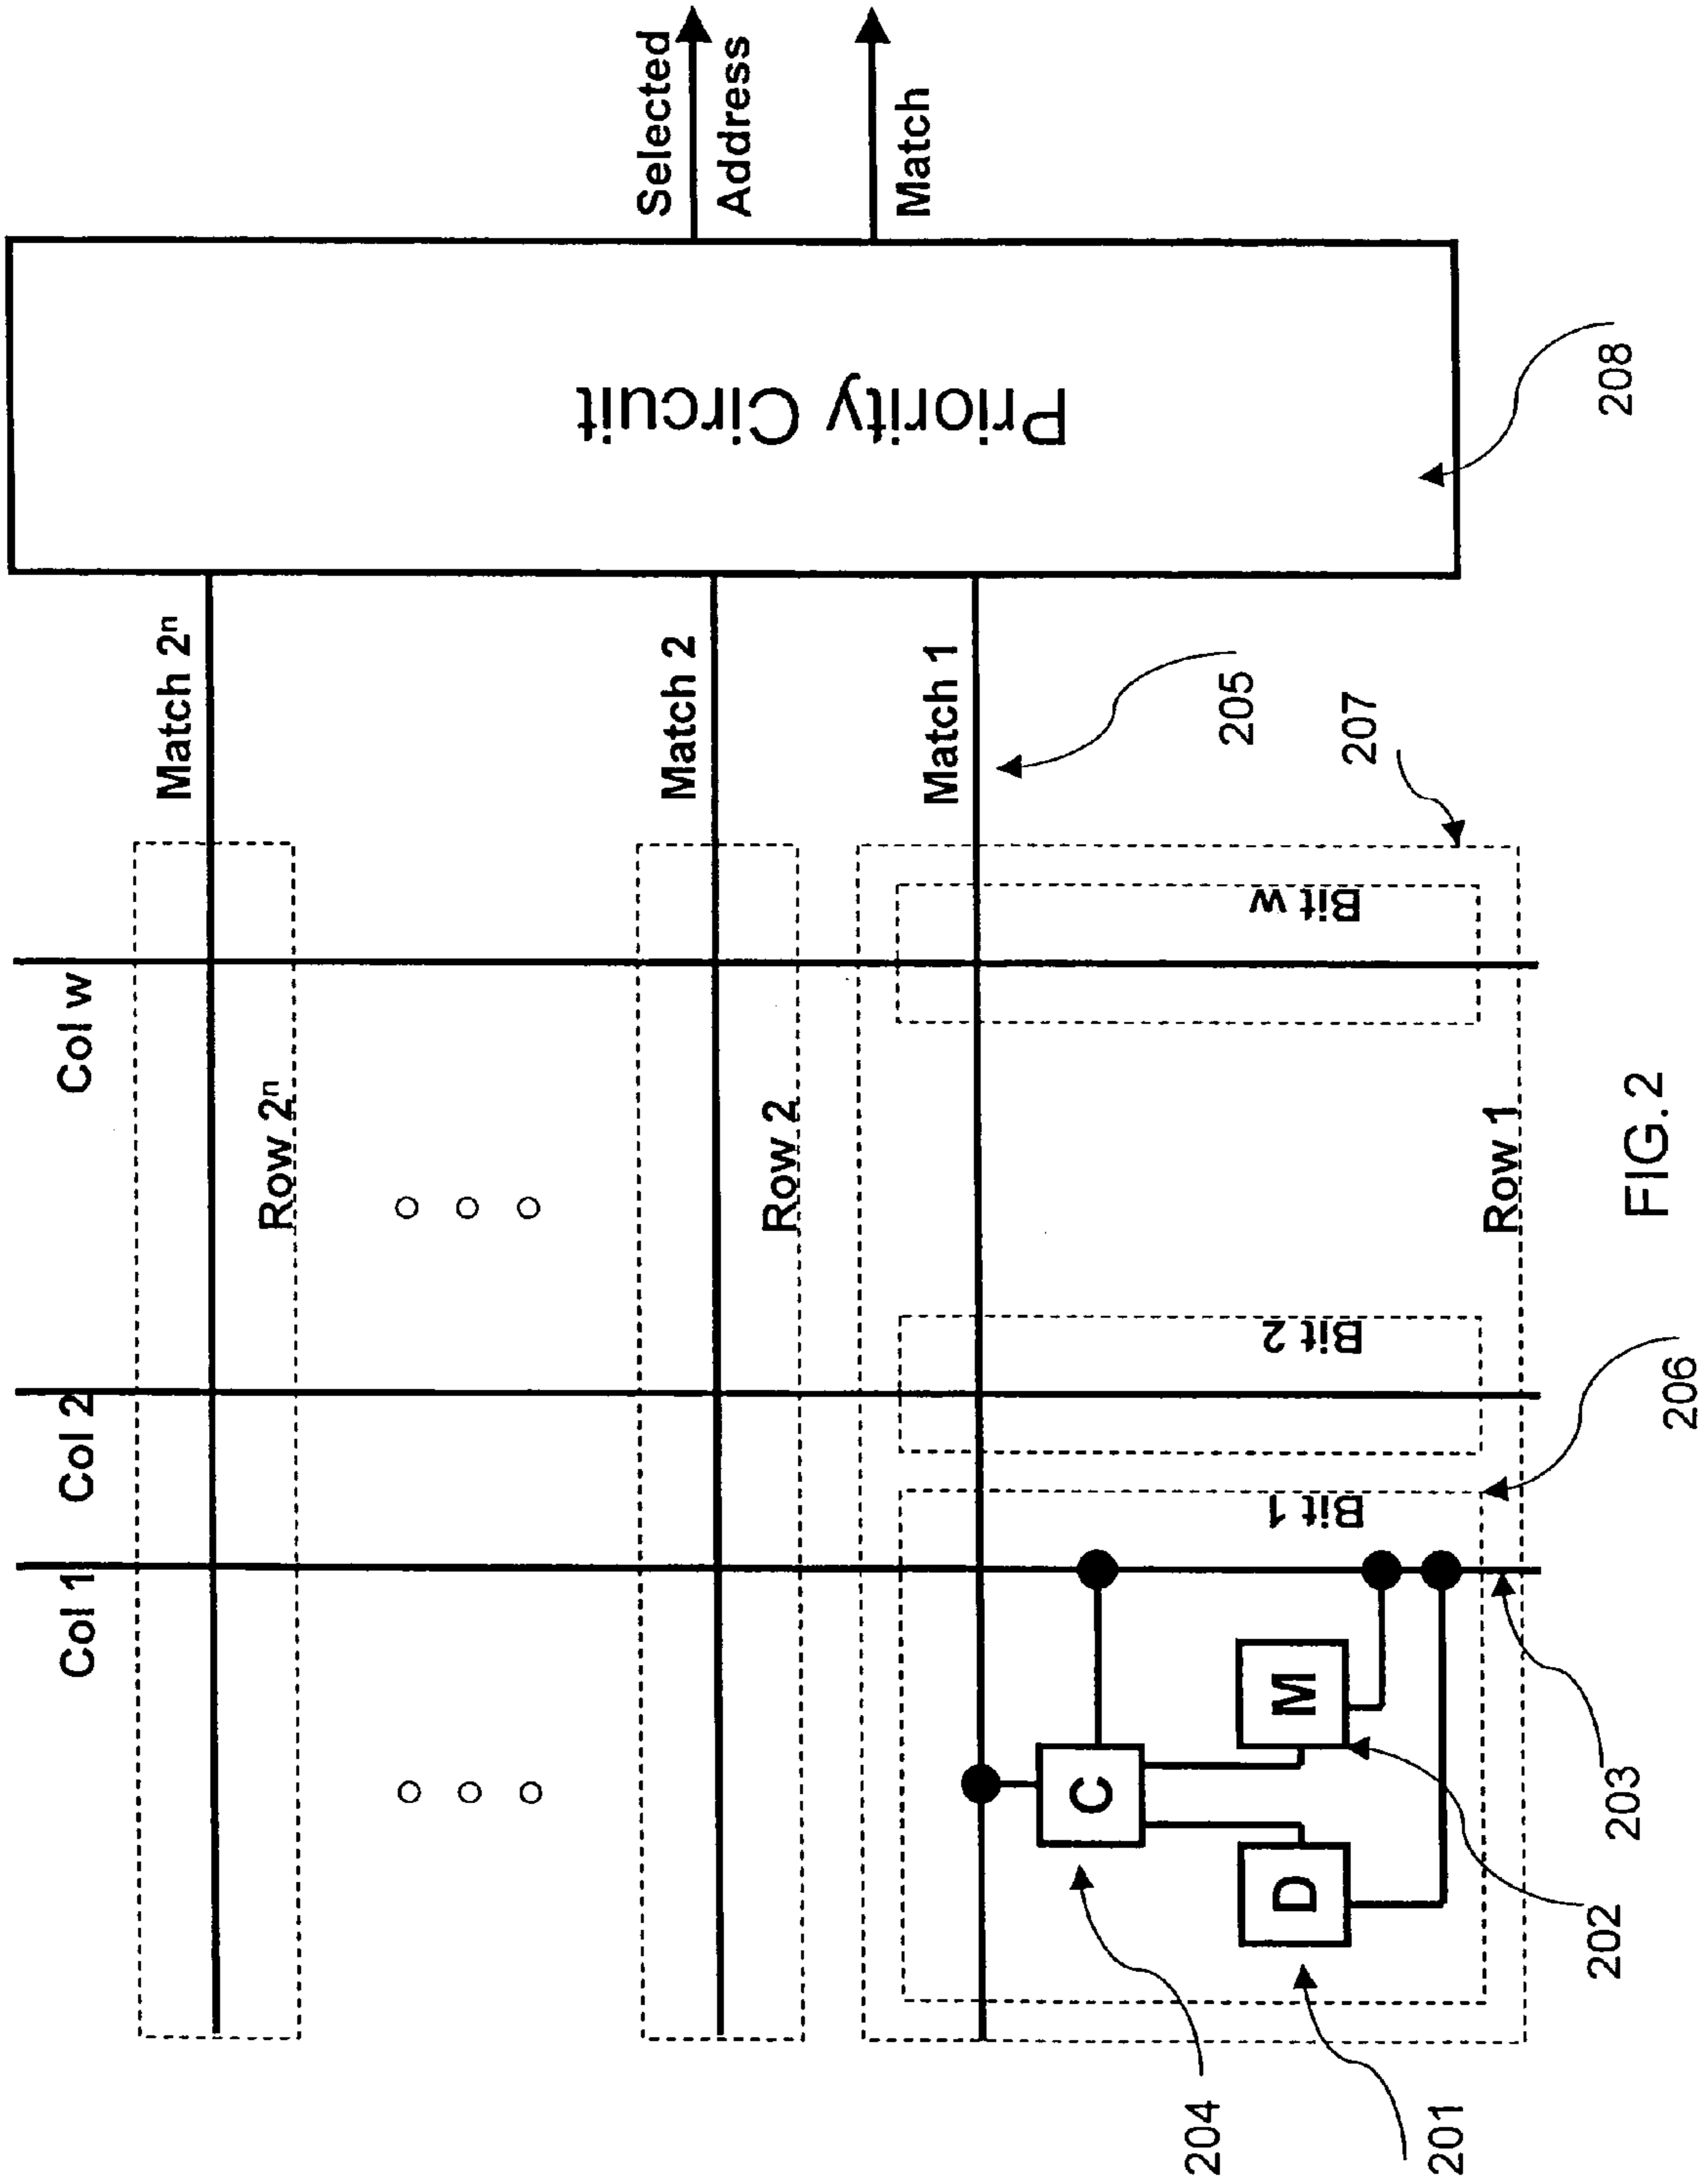 Col 1
Col 2
Col w
Match 2ⁿ
Row 2ⁿ
Match 2
Row 2
Match 1
205
207
Bit 1
Bit 2
Bit w
C
D
M
Row 1
204
201
202
203
206
Priority Circuit
208
Selected
Address
Match
FIG.2